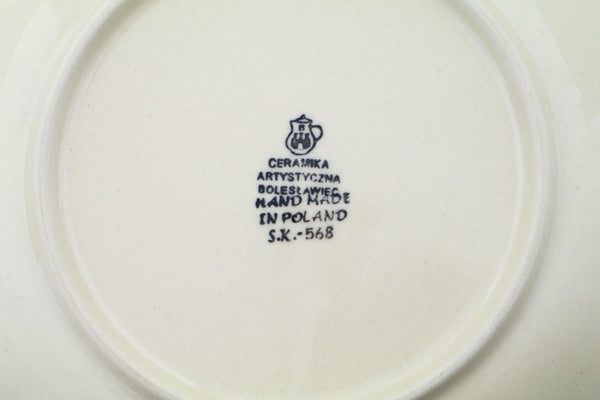 B
CERAMIKA
ARTYSTYCZNA
BOLESŁAWIEC
HAND MADE
IN POLAND
S.K.-568